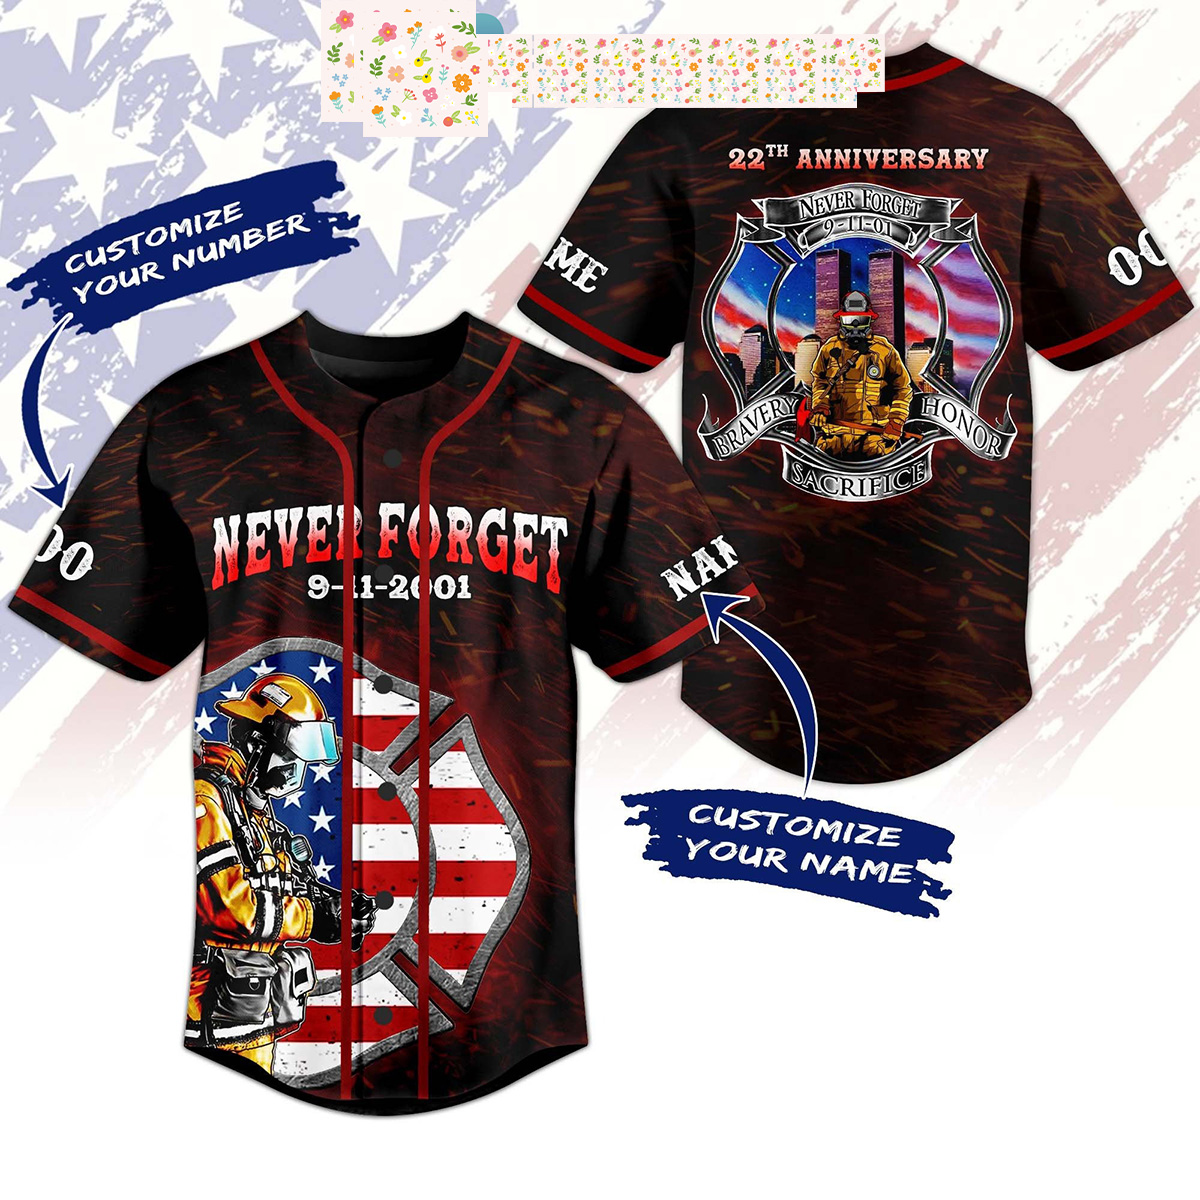 CUSTOMIZE
YOUR NUMBER
22TH ANNIVERSARY
NEVER FORGET
9-11-01
BRAVERY
HONOR
SACRIFICE
00
NEVER FORGET
9-11-2001
CUSTOMIZE
YOUR NAME